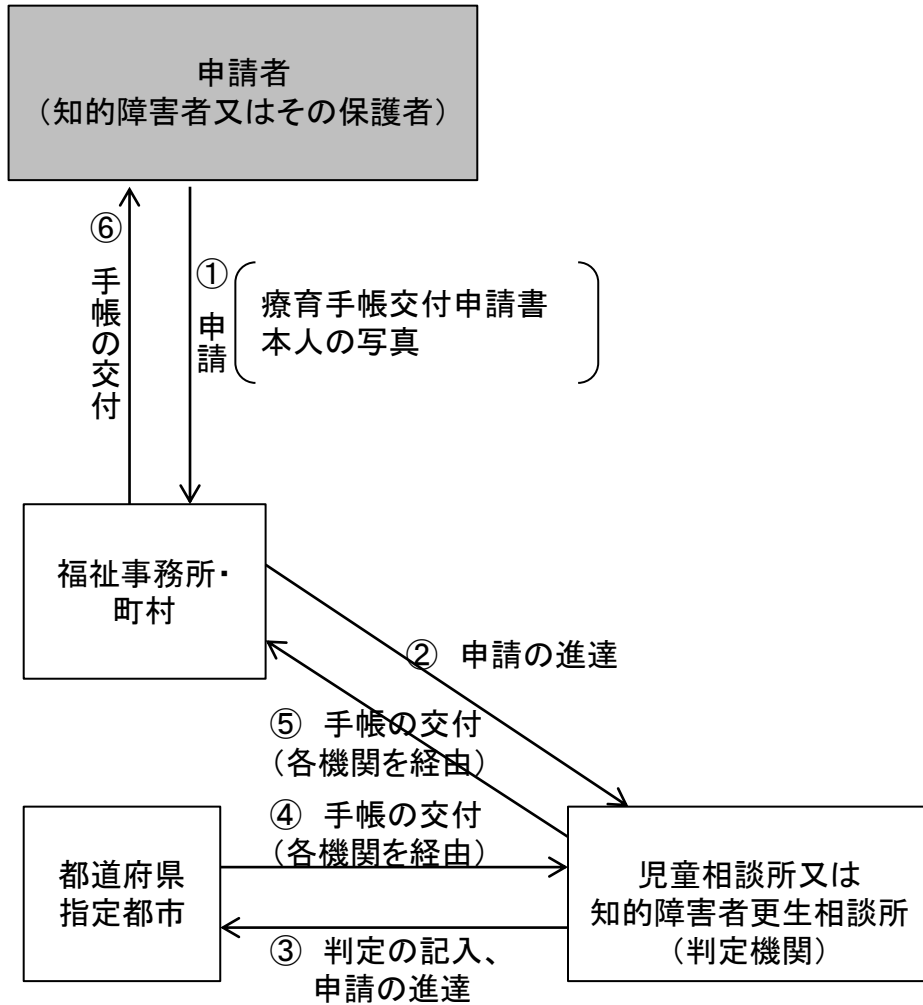 申請者
（知的障害者又はその保護者）
⑥ 手帳の交付
① 申請
療育手帳交付申請書
本人の写真
福祉事務所・
町村
② 申請の進達
⑤ 手帳の交付
（各機関を経由）
④ 手帳の交付
（各機関を経由）
都道府県
指定都市
児童相談所又は
知的障害者更生相談所
（判定機関）
③ 判定の記入、
申請の進達